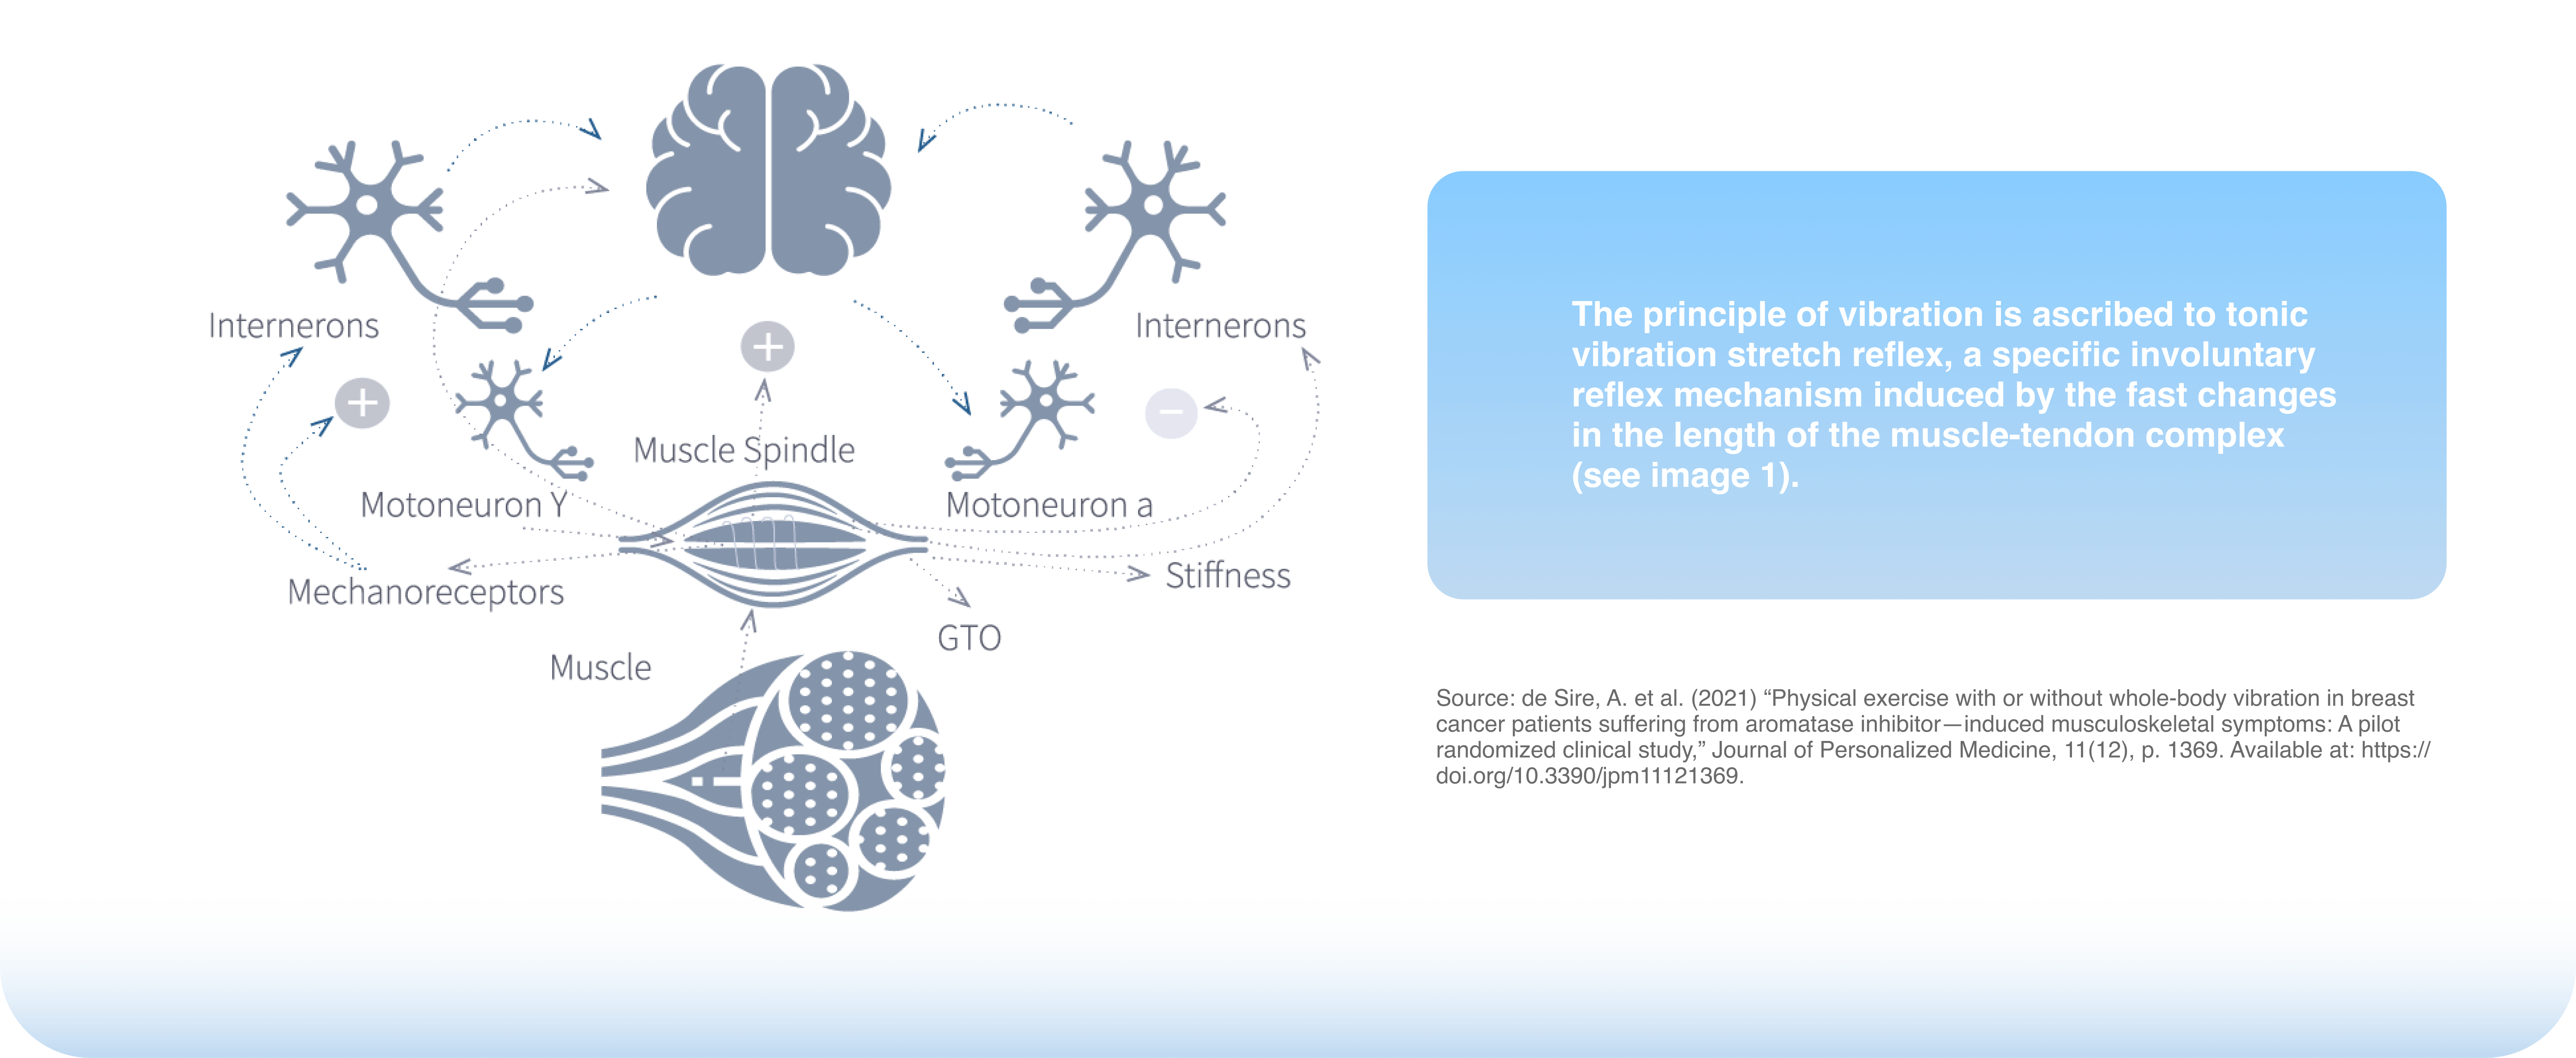 Internerons
Internerons
+
+
−
Muscle Spindle
Motoneuron Y
Motoneuron a
Mechanoreceptors
Stiffness
GTO
Muscle
The principle of vibration is ascribed to tonic
vibration stretch reflex, a specific involuntary
reflex mechanism induced by the fast changes
in the length of the muscle-tendon complex
(see image 1).
Source: de Sire, A. et al. (2021) “Physical exercise with or without whole-body vibration in breast
cancer patients suffering from aromatase inhibitor—induced musculoskeletal symptoms: A pilot
randomized clinical study,” Journal of Personalized Medicine, 11(12), p. 1369. Available at: https://
doi.org/10.3390/jpm11121369.